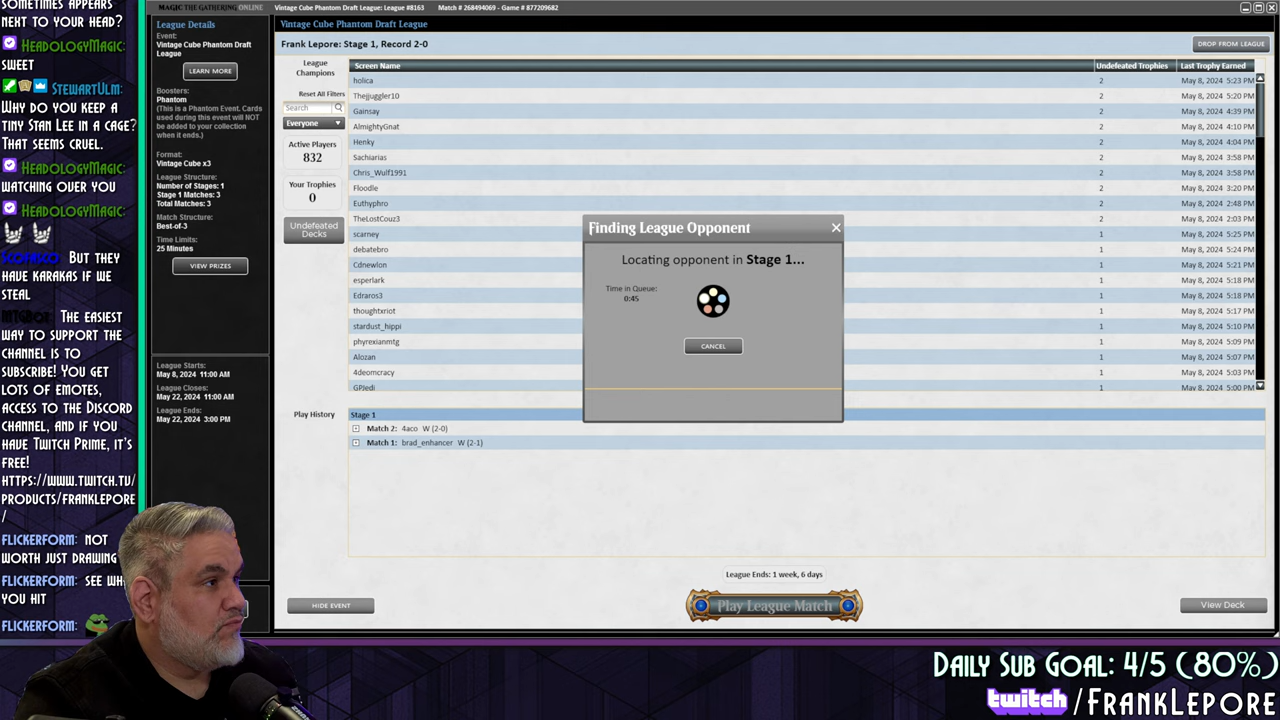 SOMETIMES APPEARS
NEXT TO YOUR HEAD?
HEADOLOGYMAGIC:
SWEET
STEWARTULM:
WHY DO YOU KEEP A
TINY STAN LEE IN A CAGE?
THAT SEEMS CRUEL.
HEADOLOGYMAGIC:
WATCHING OVER YOU
HEADOLOGYMAGIC:
BUT THEY
HAVE KARAKAS IF WE
STEAL
THE EASIEST
WAY TO SUPPORT THE
CHANNEL IS TO
SUBSCRIBE! YOU GET
LOTS OF EMOTES,
ACCESS TO THE DISCORD
CHANNEL, AND IF YOU
HAVE TWITCH PRIME, IT'S
FREE!
HTTPS://WWW.TWITCH.TV/
PRODUCTS/FRANKLEPORE
/
FLICKERFORM: NOT
WORTH JUST DRAWING
FLICKERFORM: SEE
YOU HIT
FLICKERFORM:
MAGIC: THE GATHERING ONLINE
Vintage Cube Phantom Draft League: League #8163
Match # 268494069 - Game # 877209682
League Details
Event:
Vintage Cube Phantom Draft
League
LEARN MORE
Boosters:
Phantom
(This is a Phantom Event. Cards
used during this event will NOT
be added to your collection
when it ends.)
Format:
Vintage Cube x3
League Structure:
Number of Stages: 1
Stage 1 Matches: 3
Total Matches: 3
Match Structure:
Best-of-3
Time Limits:
25 Minutes
VIEW PRIZES
League Starts:
May 8, 2024 11:00 AM
League Closes:
May 22, 2024 11:00 AM
League Ends:
May 22, 2024 3:00 PM
Vintage Cube Phantom Draft League
Frank Lepore: Stage 1, Record 2-0
DROP FROM LEAGUE
League
Champions
Reset All Filters
Search
Everyone
Active Players
832
Your Trophies
0
Undefeated
Decks
Screen Name Undefeated Trophies Last Trophy Earned
holica 2 May 8, 2024 5:23 PM
Thejjuggler10 2 May 8, 2024 5:20 PM
Gainsay 2 May 8, 2024 4:39 PM
AlmightyGnat 2 May 8, 2024 4:10 PM
Henky 2 May 8, 2024 4:04 PM
Sachiarias 2 May 8, 2024 3:58 PM
Chris_Wulf1991 2 May 8, 2024 3:58 PM
Floodle 2 May 8, 2024 3:20 PM
Euthyphro 2 May 8, 2024 2:48 PM
TheLostCouz3 2 May 8, 2024 2:03 PM
scarney 1 May 8, 2024 5:25 PM
debatebro 1 May 8, 2024 5:24 PM
Cdnewlon 1 May 8, 2024 5:21 PM
esperlark 1 May 8, 2024 5:18 PM
Edraros3 1 May 8, 2024 5:18 PM
thoughtxriot 1 May 8, 2024 5:17 PM
stardust_hippi 1 May 8, 2024 5:10 PM
phyrexianmtg 1 May 8, 2024 5:09 PM
Alozan 1 May 8, 2024 5:07 PM
4deomcracy 1 May 8, 2024 5:03 PM
GPJedi 1 May 8, 2024 5:00 PM
Finding League Opponent
Locating opponent in Stage 1...
Time in Queue:
0:45
CANCEL
Play History
Stage 1
Match 2: 4aco W (2-0)
Match 1: brad_enhancer W (2-1)
League Ends: 1 week, 6 days
HIDE EVENT
Play League Match
View Deck
DAILY SUB GOAL: 4/5 (80%)
twitch /FRANKLEPORE